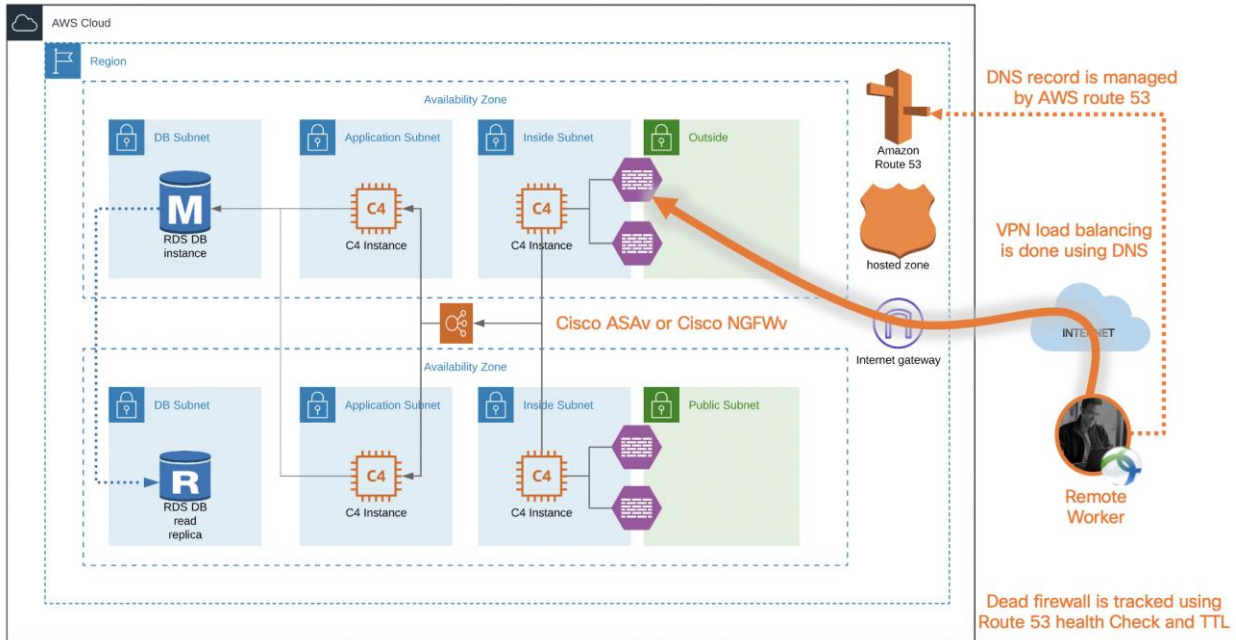 AWS Cloud
Region
Availability Zone
DB Subnet
Application Subnet
Inside Subnet
Outside
M
RDS DB
instance
C4
C4 Instance
C4
C4 Instance
Amazon
Route 53
hosted zone
DNS record is managed
by AWS route 53
VPN load balancing
is done using DNS
Cisco ASAv or Cisco NGFWv
Internet gateway
INTERNET
Availability Zone
DB Subnet
Application Subnet
Inside Subnet
Public Subnet
R
RDS DB
read
replica
C4
C4 Instance
C4
C4 Instance
Remote
Worker
Dead firewall is tracked using
Route 53 health Check and TTL